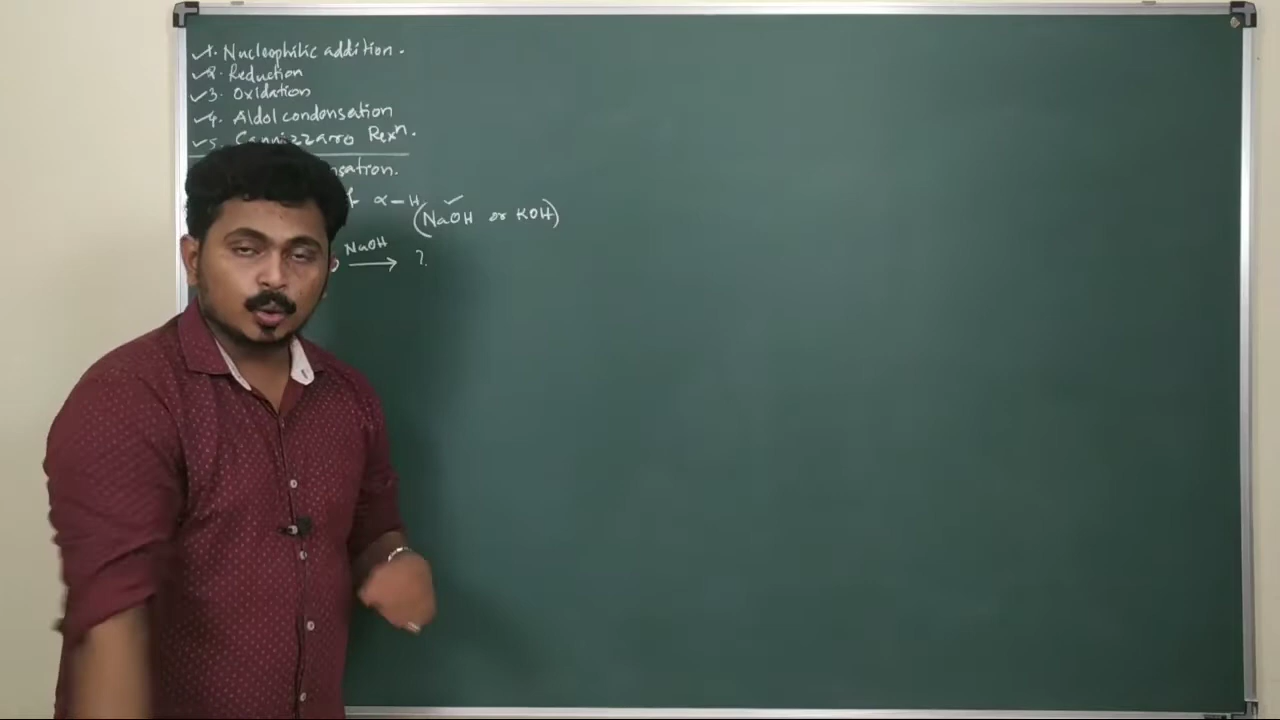 ✓1. Nucleophilic addition.
✓2. Reduction
✓3. Oxidation
✓4. Aldol condensation
✓5. Cannizzaro Rexⁿ.
nsation.
α-H
(NaOH or KOH)
NaOH
⟶ ?